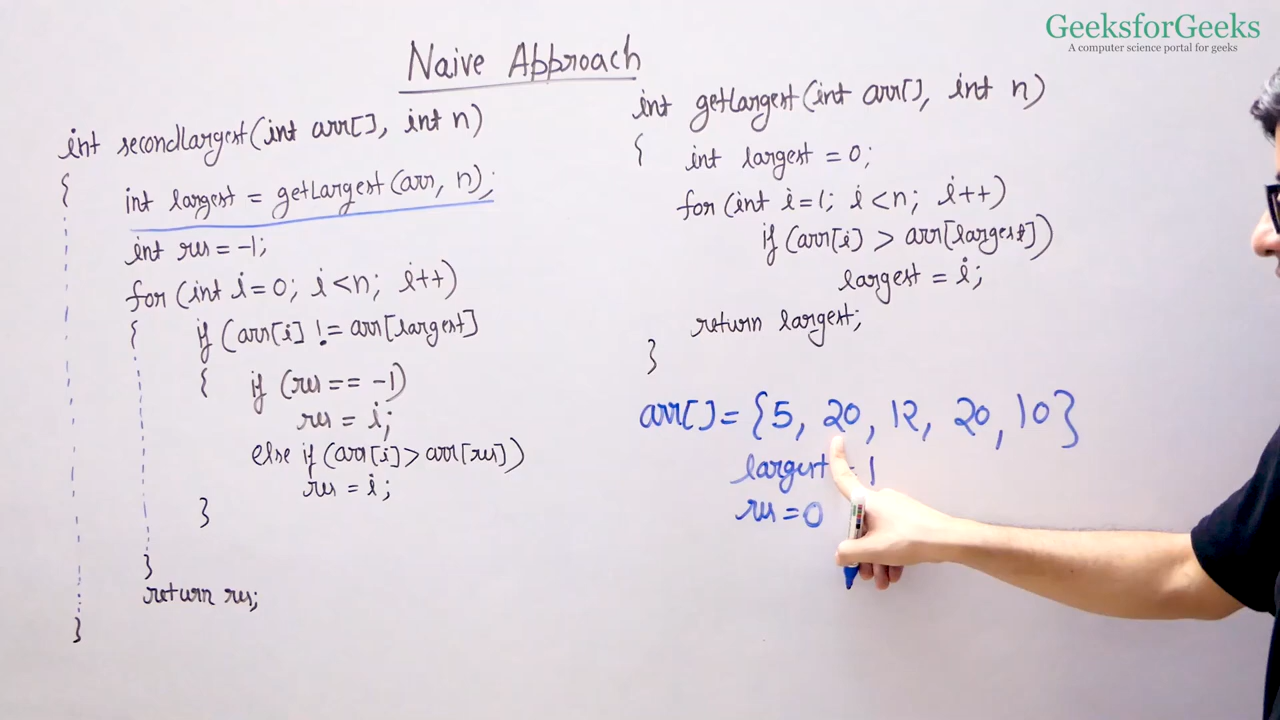 GeeksforGeeks
A computer science portal for geeks
Naive Approach
int secondLargest(int arr[], int n)
{
int largest = getLargest(arr, n);
int res = -1;
for (int i=0; i<n; i++)
{
if (arr[i] != arr[largest]
{ if (res == -1)
res = i;
else if (arr[i] > arr[res])
res = i;
}
}
return res;
}
int getLargest(int arr[], int n)
{ int largest = 0;
for (int i=1; i<n; i++)
if (arr[i] > arr[largest])
largest = i;
return largest;
}
arr[] = {5, 20, 12, 20, 10}
largest = 1
res = 0